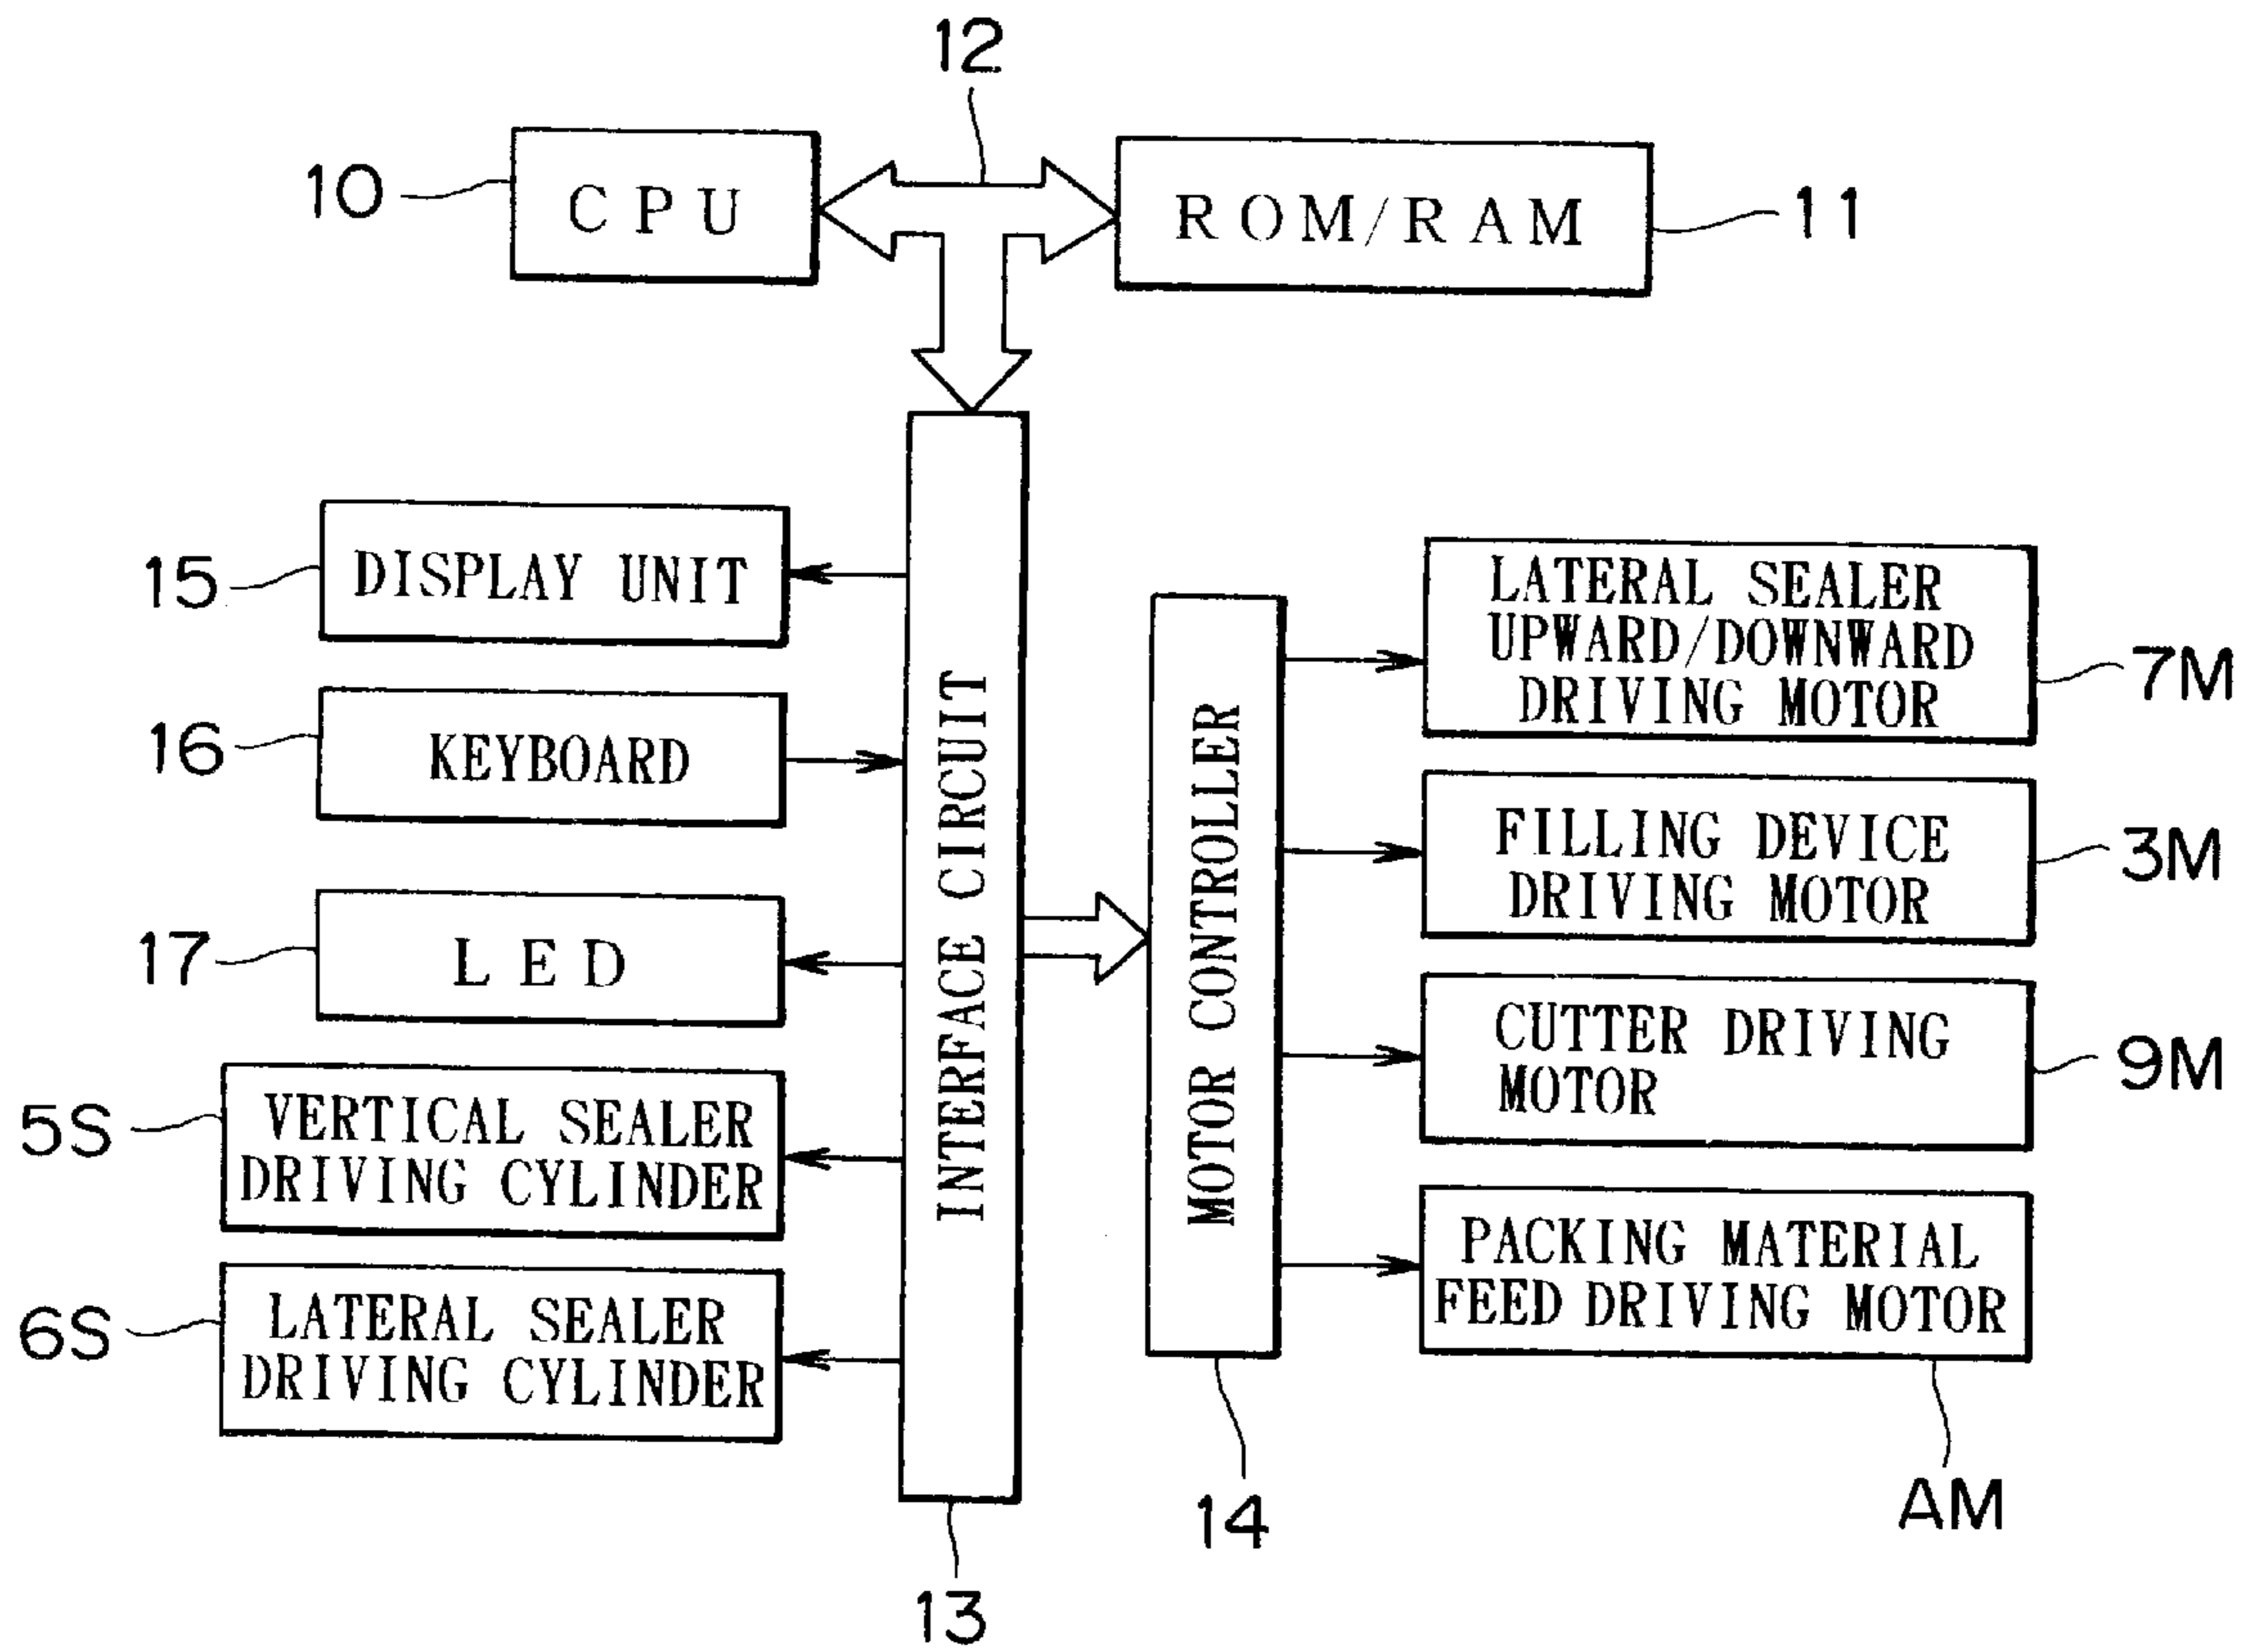 12
10
CPU
ROM/RAM
11
15
DISPLAY UNIT
16
KEYBOARD
17
LED
5S
VERTICAL SEALER
DRIVING CYLINDER
6S
LATERAL SEALER
DRIVING CYLINDER
INTERFACE CIRCUIT
13
MOTOR CONTROLLER
14
LATERAL SEALER
UPWARD/DOWNWARD
DRIVING MOTOR
7M
FILLING DEVICE
DRIVING MOTOR
3M
CUTTER DRIVING
MOTOR
9M
PACKING MATERIAL
FEED DRIVING MOTOR
AM